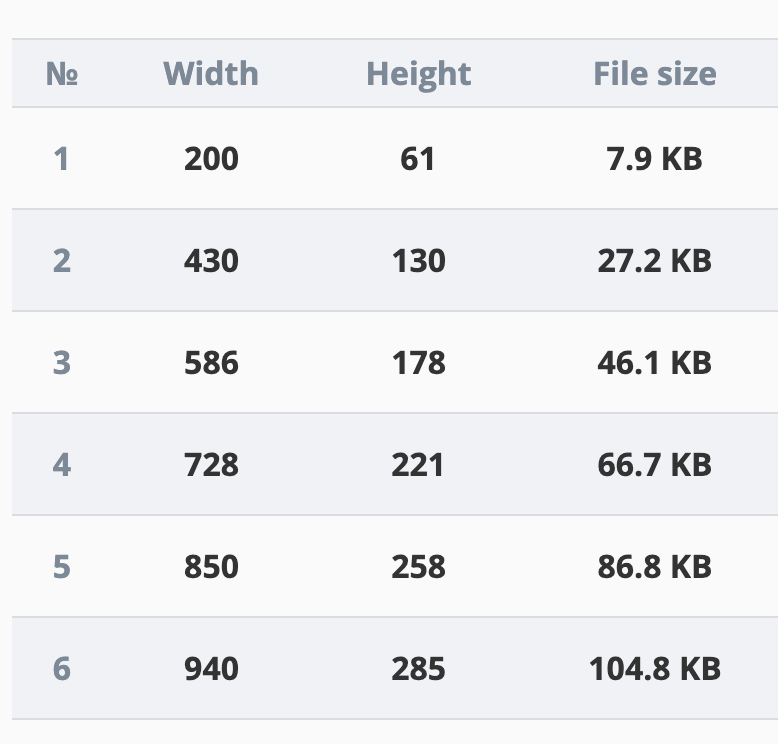 № Width Height File size
1 200 61 7.9 KB
2 430 130 27.2 KB
3 586 178 46.1 KB
4 728 221 66.7 KB
5 850 258 86.8 KB
6 940 285 104.8 KB